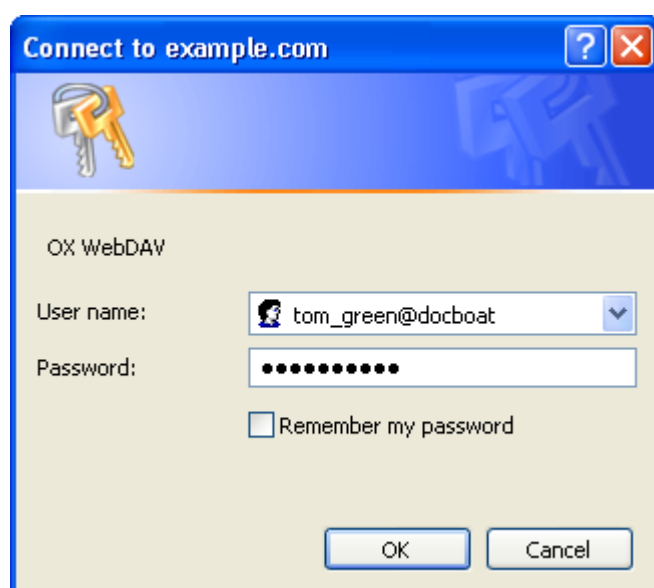 Connect to example.com
OX WebDAV
User name: tom_green@docboat
Password: ●●●●●●●●●●
Remember my password
OK Cancel